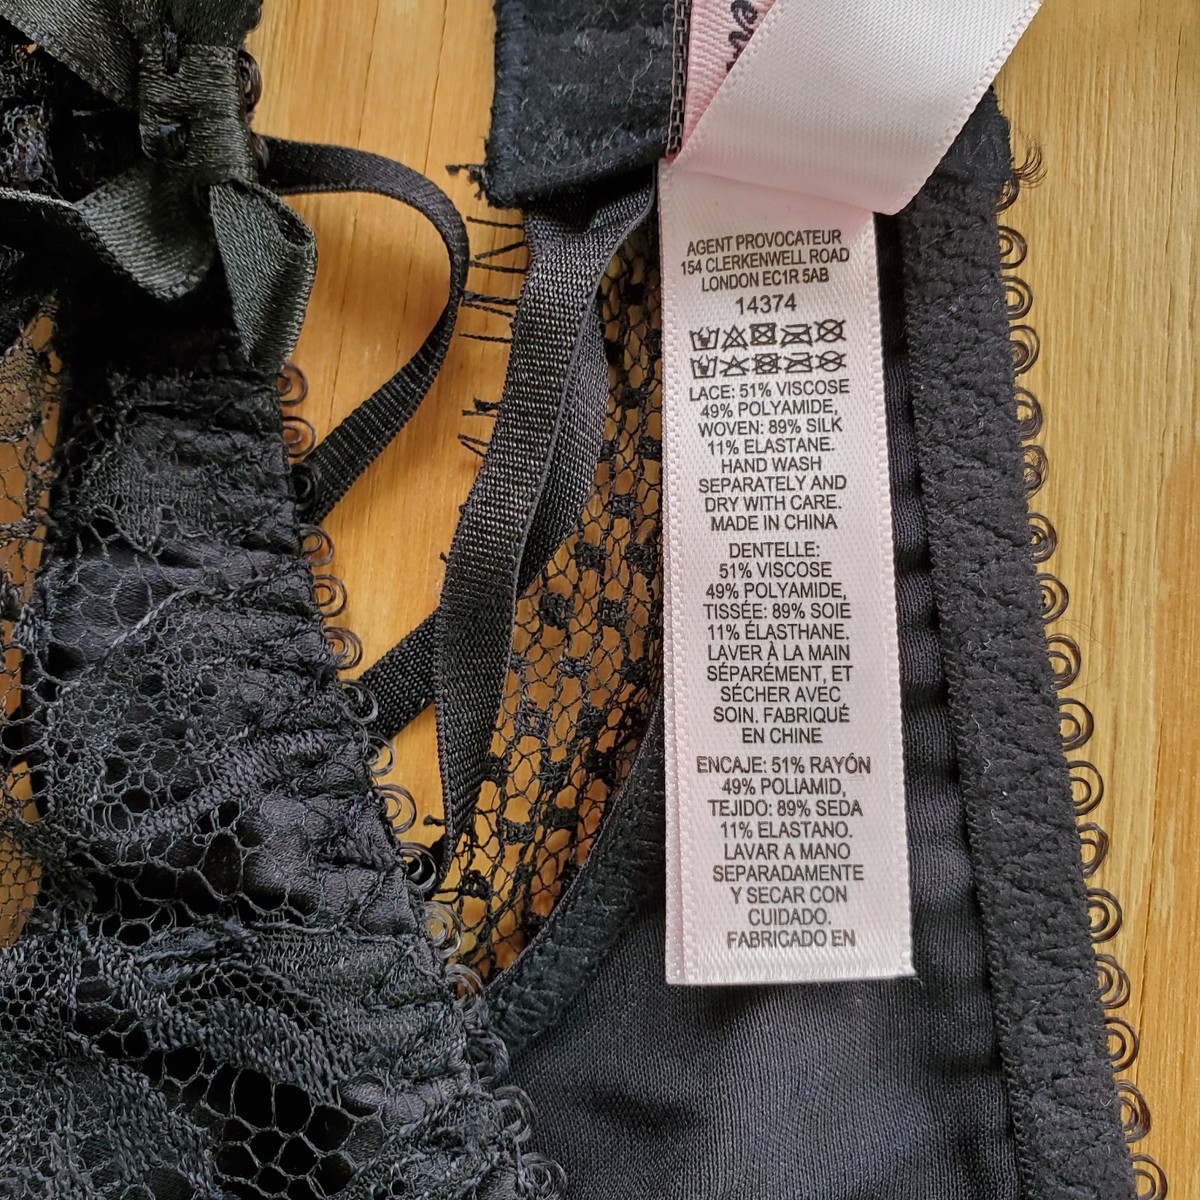 AGENT PROVOCATEUR
154 CLERKENWELL ROAD
LONDON EC1R 5AB
14374
LACE: 51% VISCOSE
49% POLYAMIDE,
WOVEN: 89% SILK
11% ELASTANE.
HAND WASH
SEPARATELY AND
DRY WITH CARE.
MADE IN CHINA
DENTELLE:
51% VISCOSE
49% POLYAMIDE,
TISSÉE: 89% SOIE
11% ÉLASTHANE.
LAVER À LA MAIN
SÉPARÉMENT, ET
SÉCHER AVEC
SOIN. FABRIQUÉ
EN CHINE
ENCAJE: 51% RAYÓN
49% POLIAMID,
TEJIDO: 89% SEDA
11% ELASTANO.
LAVAR A MANO
SEPARADAMENTE
Y SECAR CON
CUIDADO.
FABRICADO EN